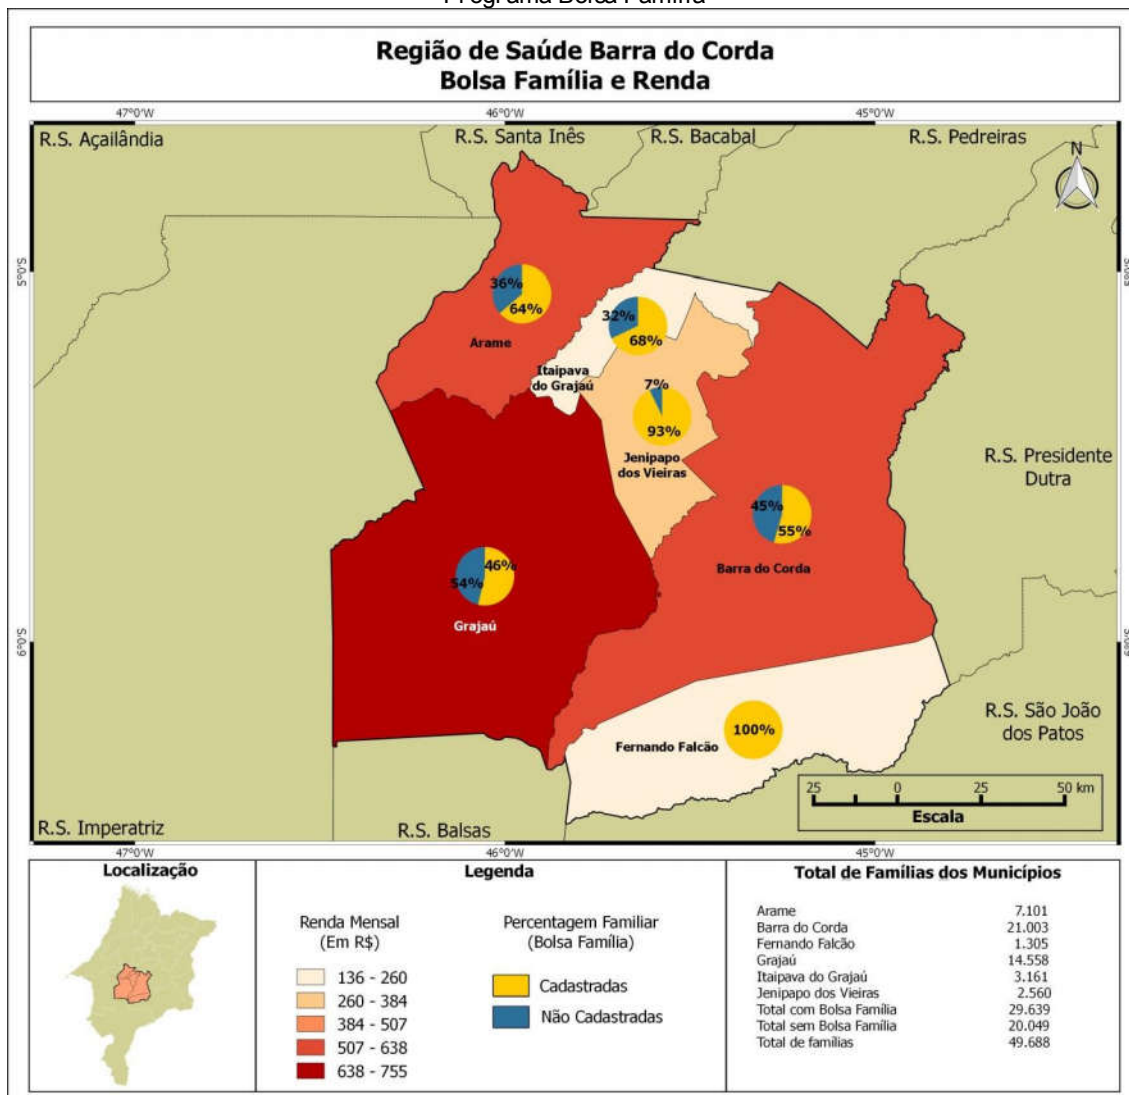 Programa Bolsa Família
Região de Saúde Barra do Corda
Bolsa Família e Renda
47°0'W
46°0'W
45°0'W
R.S. Açailândia
R.S. Santa Inês
R.S. Bacabal
R.S. Pedreiras
N
5°0'S
5°0'S
36%
64%
Arame
32%
68%
Itaipava
do Grajaú
7%
93%
Jenipapo
dos Vieiras
R.S. Presidente
Dutra
45%
55%
Barra do Corda
46%
54%
Grajaú
6°0'S
6°0'S
R.S. São João
dos Patos
100%
Fernando Falcão
25 0 25 50 km
Escala
R.S. Imperatriz
R.S. Balsas
47°0'W
46°0'W
45°0'W
Localização
Legenda
Renda Mensal
(Em R$)
136 - 260
260 - 384
384 - 507
507 - 638
638 - 755
Percentagem Familiar
(Bolsa Família)
Cadastradas
Não Cadastradas
Total de Famílias dos Municípios
Arame 7.101
Barra do Corda 21.003
Fernando Falcão 1.305
Grajaú 14.558
Itaipava do Grajaú 3.161
Jenipapo dos Vieiras 2.560
Total com Bolsa Família 29.639
Total sem Bolsa Família 20.049
Total de famílias 49.688